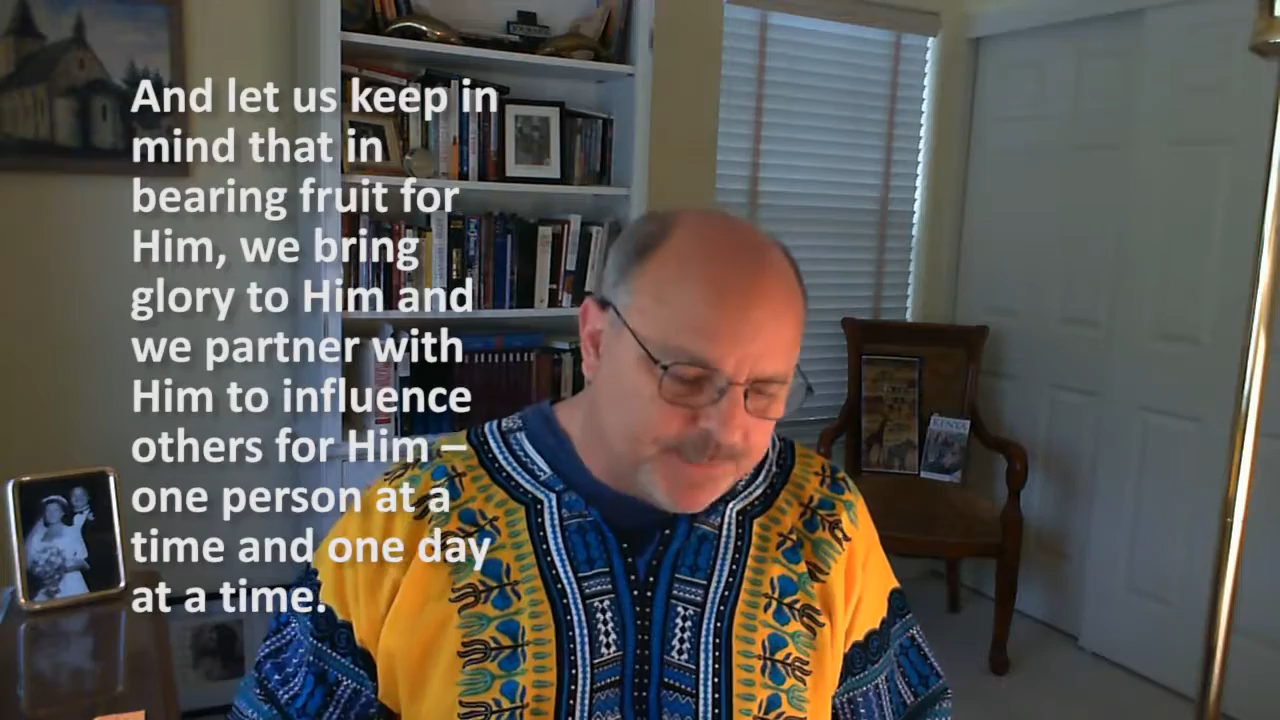 And let us keep in
mind that in
bearing fruit for
Him, we bring
glory to Him and
we partner with
Him to influence
others for Him –
one person at a
time and one day
at a time.
KENYA